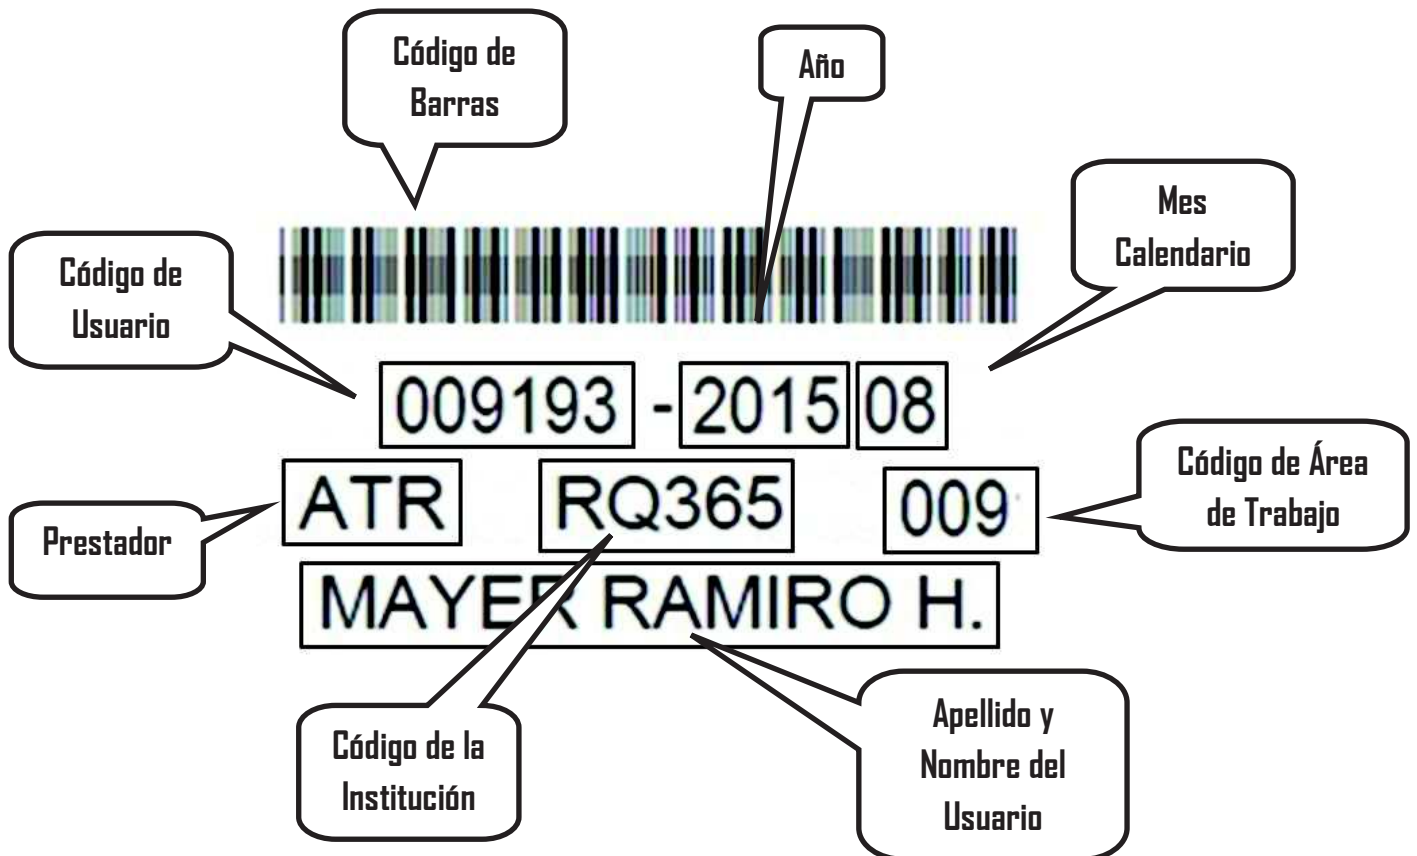 Código de
Barras
Año
Mes
Calendario
Código de
Usuario
009193 - 2015 08
ATR RQ365 009
MAYER RAMIRO H.
Código de Área
de Trabajo
Prestador
Código de la
Institución
Apellido y
Nombre del
Usuario